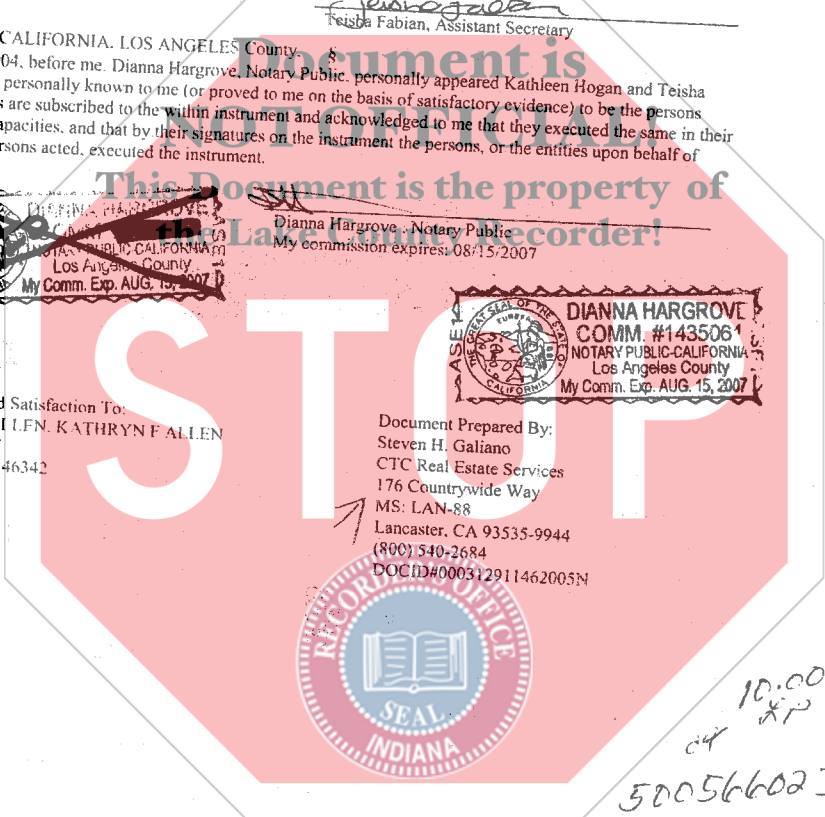 Teisha Fabian, Assistant Secretary
CALIFORNIA. LOS ANGELES County. §
04, before me. Dianna Hargrove, Notary Public. personally appeared Kathleen Hogan and Teisha
personally known to me (or proved to me on the basis of satisfactory evidence) to be the persons
s are subscribed to the within instrument and acknowledged to me that they executed the same in their
apacities, and that by their signatures on the instrument the persons, or the entities upon behalf of
rsons acted, executed the instrument.
Document is
NOT OFFICIAL!
This Document is the property of
the Lake County Recorder!
NOTARY PUBLIC-CALIFORNIA
Los Angeles County
My Comm. Exp. AUG. 15, 2007
Dianna Hargrove, Notary Public
My commission expires: 08/15/2007
DIANNA HARGROVE
COMM. #1435061
NOTARY PUBLIC-CALIFORNIA
Los Angeles County
My Comm. Exp. AUG. 15, 2007
THE GREAT SEAL OF THE STATE OF
EUREKA
CALIFORNIA
STOP
d Satisfaction To:
LLEN. KATHRYN F ALLEN
46342
Document Prepared By:
Steven H. Galiano
CTC Real Estate Services
176 Countrywide Way
MS: LAN-88
Lancaster, CA 93535-9944
(800) 540-2684
DOCID#000312911462005N
RECORDER'S OFFICE
SEAL
INDIANA
10.00